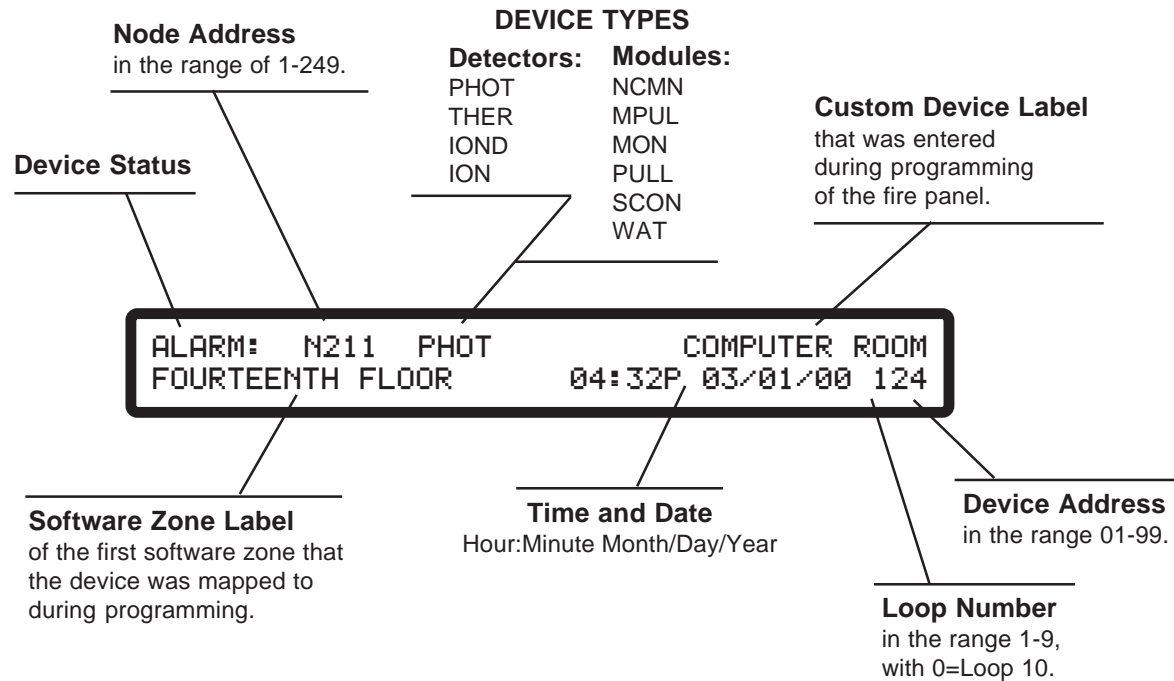 DEVICE TYPES
Node Address
in the range of 1-249.
Detectors:
PHOT
THER
IOND
ION
Modules:
NCMN
MPUL
MON
PULL
SCON
WAT
Custom Device Label
that was entered
during programming
of the fire panel.
Device Status
ALARM: N211 PHOT COMPUTER ROOM
FOURTEENTH FLOOR 04:32P 03/01/00 124
Software Zone Label
of the first software zone that
the device was mapped to
during programming.
Time and Date
Hour:Minute Month/Day/Year
Device Address
in the range 01-99.
Loop Number
in the range 1-9,
with 0=Loop 10.